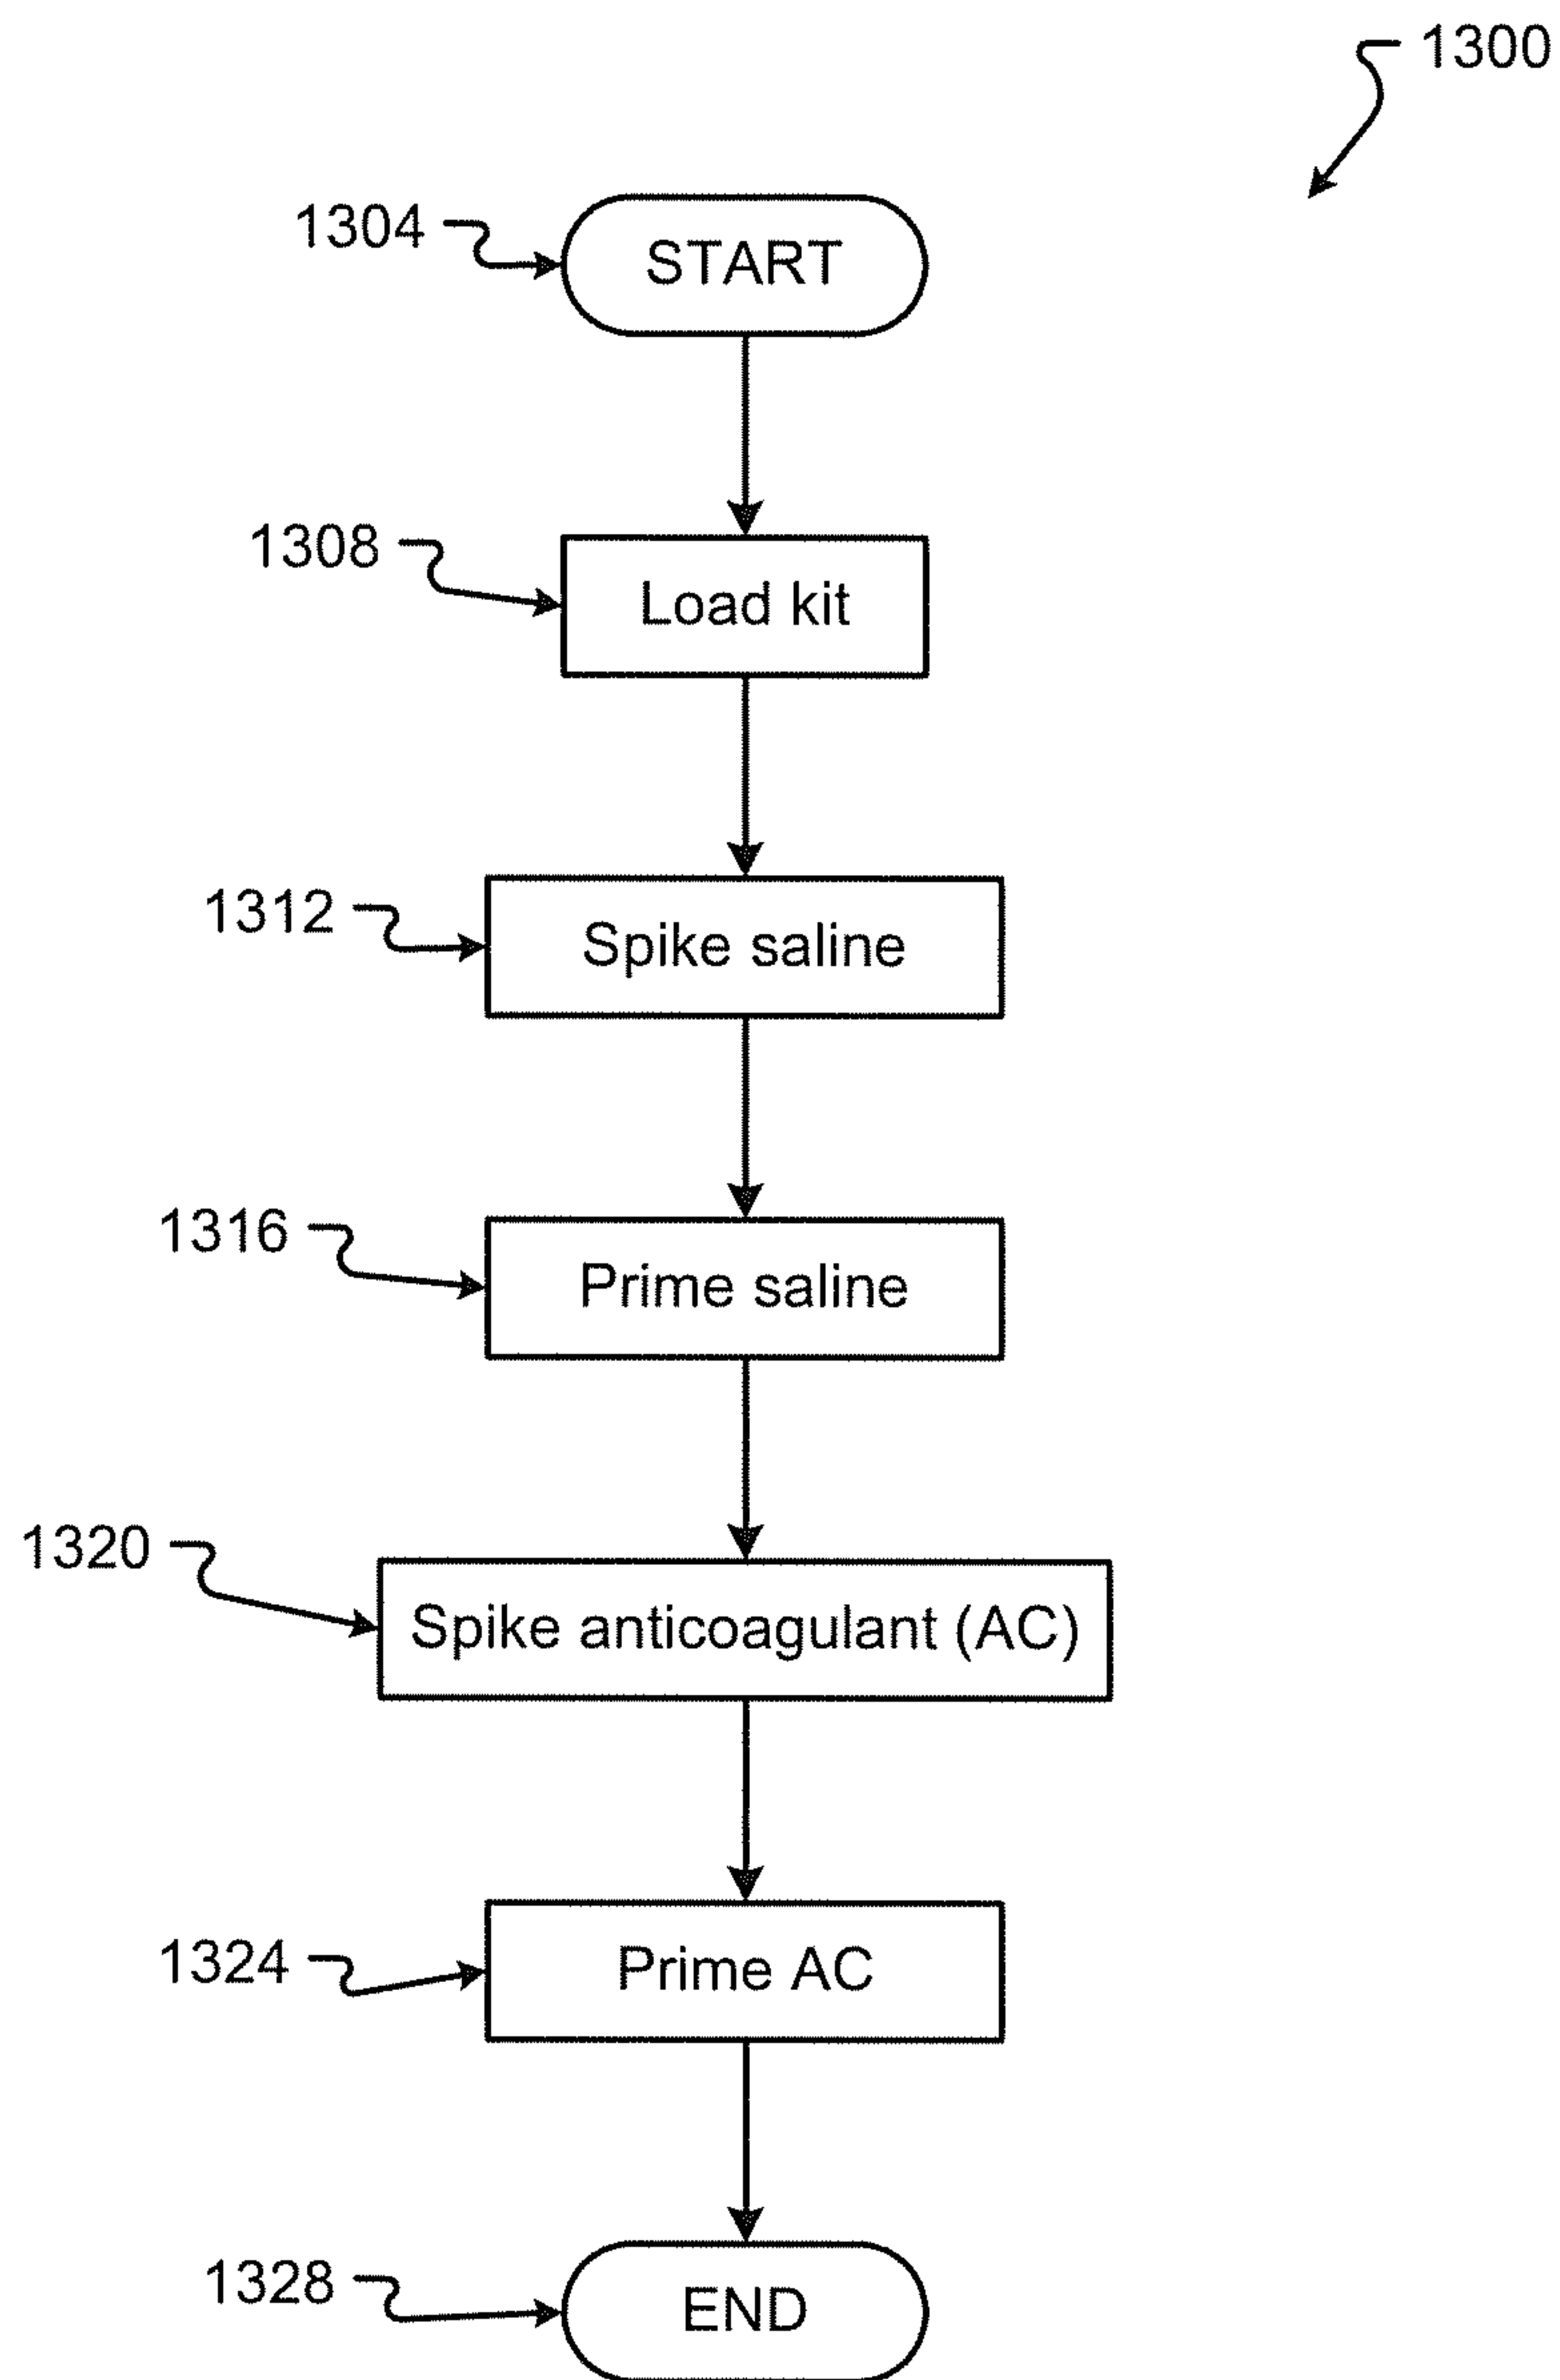 1300
1304
START
1308
Load kit
1312
Spike saline
1316
Prime saline
1320
Spike anticoagulant (AC)
1324
Prime AC
1328
END